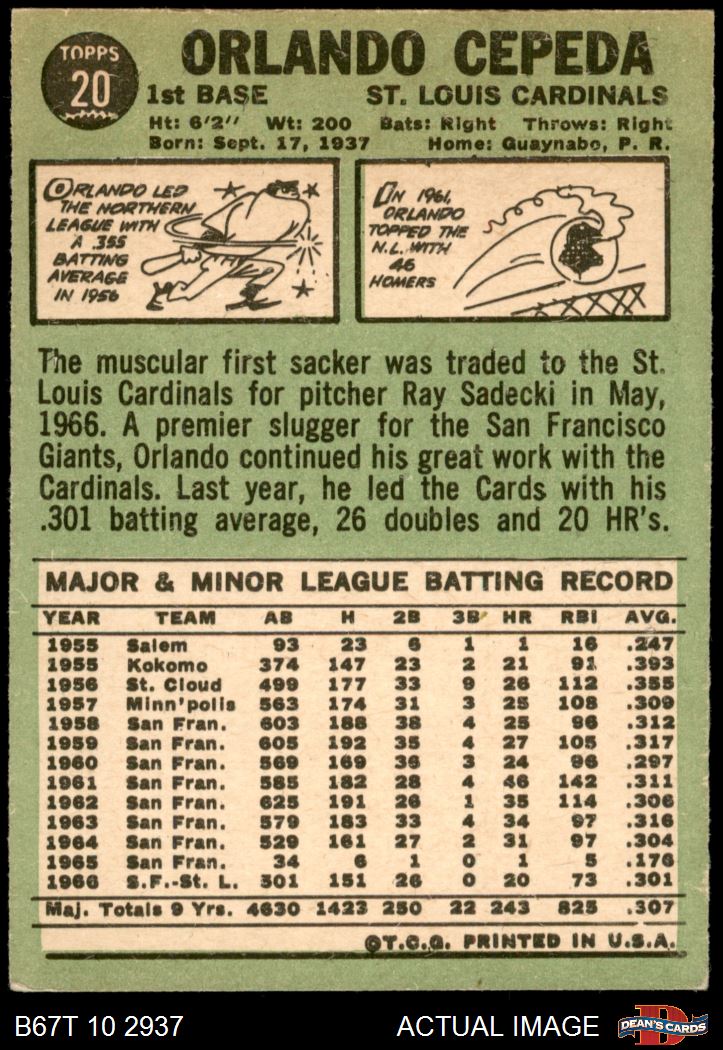 TOPPS
20
ORLANDO CEPEDA
1st BASE ST. LOUIS CARDINALS
Ht: 6'2" Wt: 200 Bats: Right Throws: Right
Born: Sept. 17, 1937 Home: Guaynabo, P. R.
ORLANDO LED
THE NORTHERN
LEAGUE WITH
A .355
BATTING
AVERAGE
IN 1956
IN 1961,
ORLANDO
TOPPED THE
N.L. WITH
46
HOMERS
The muscular first sacker was traded to the St.
Louis Cardinals for pitcher Ray Sadecki in May,
1966. A premier slugger for the San Francisco
Giants, Orlando continued his great work with the
Cardinals. Last year, he led the Cards with his
.301 batting average, 26 doubles and 20 HR's.
MAJOR & MINOR LEAGUE BATTING RECORD
YEAR TEAM AB H 2B 3B HR RBI AVG.
1955 Salem 93 23 6 1 1 16 .247
1955 Kokomo 374 147 23 2 21 91 .393
1956 St. Cloud 499 177 33 9 26 112 .355
1957 Minn'polis 563 174 31 3 25 108 .309
1958 San Fran. 603 188 38 4 25 96 .312
1959 San Fran. 605 192 35 4 27 105 .317
1960 San Fran. 569 169 36 3 24 96 .297
1961 San Fran. 585 182 28 4 46 142 .311
1962 San Fran. 625 191 26 1 35 114 .306
1963 San Fran. 579 183 33 4 34 97 .316
1964 San Fran. 529 161 27 2 31 97 .304
1965 San Fran. 34 6 1 0 1 5 .176
1966 S.F.-St. L. 501 151 26 0 20 73 .301
Maj. Totals 9 Yrs. 4630 1423 250 22 243 825 .307
©T.C.G. PRINTED IN U.S.A.
B67T 10 2937 ACTUAL IMAGE
D
DEAN'S CARDS